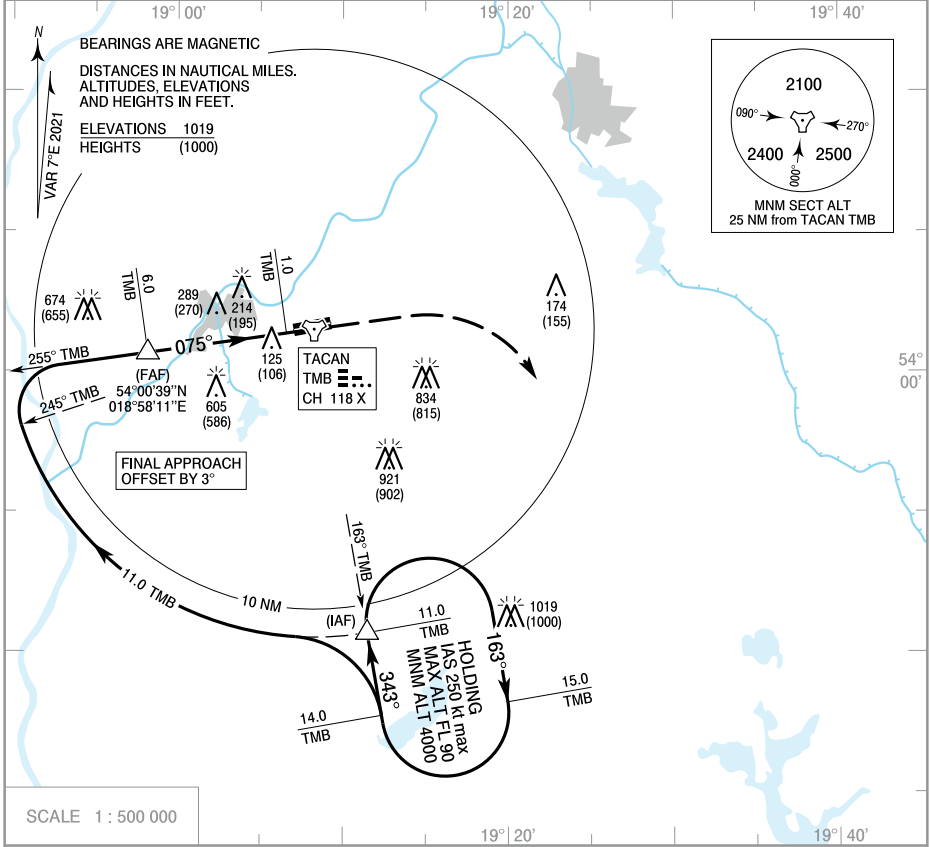 19° 00'
19° 20'
19° 40'
N
VAR 7°E 2021
BEARINGS ARE MAGNETIC
DISTANCES IN NAUTICAL MILES.
ALTITUDES, ELEVATIONS
AND HEIGHTS IN FEET.
ELEVATIONS 1019
HEIGHTS (1000)
2100
090°
270°
2400
2500
000°
MNM SECT ALT
25 NM from TACAN TMB
674
(655)
6.0
TMB
289
(270)
214
(195)
1.0
TMB
174
(155)
075°
255° TMB
(FAF)
54°00'39"N
018°58'11"E
245° TMB
605
(586)
125
(106)
TACAN
TMB
CH 118 X
834
(815)
54°
00'
FINAL APPROACH
OFFSET BY 3°
921
(902)
163° TMB
11.0 TMB
10 NM
(IAF)
11.0
TMB
1019
(1000)
343°
HOLDING
IAS 250 kt max
MAX ALT FL 90
MNM ALT 4000
163°
14.0
TMB
15.0
TMB
SCALE 1 : 500 000
19° 20'
19° 40'